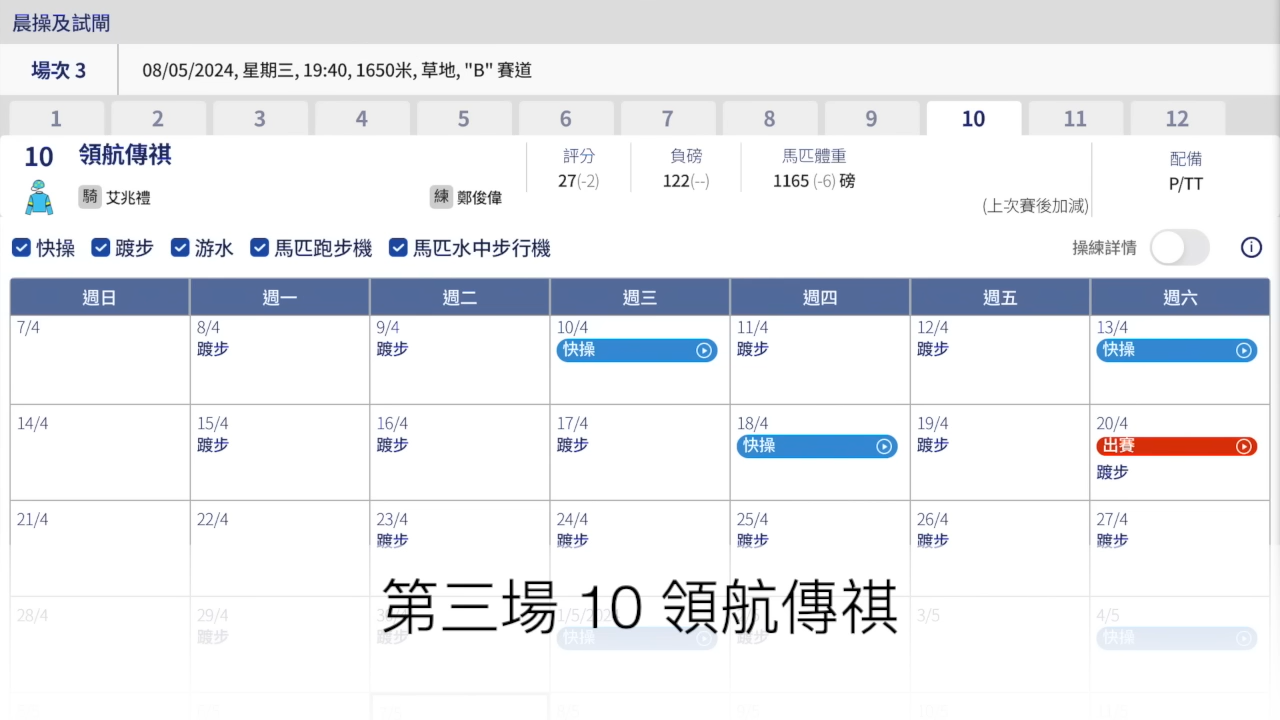 晨操及試閘
場次 3 08/05/2024, 星期三, 19:40, 1650米, 草地, "B" 賽道
1 2 3 4 5 6 7 8 9 10 11 12
10 領航傳祺 評分 負磅 馬匹體重 配備
27(-2) 122(--) 1165 (-6) 磅 P/TT
騎 艾兆禮 練 鄭俊偉 (上次賽後加減)
快操 踱步 游水 馬匹跑步機 馬匹水中步行機 操練詳情
週日 週一 週二 週三 週四 週五 週六
7/4 8/4 9/4 10/4 11/4 12/4 13/4
踱步 踱步 快操 踱步 踱步 快操
14/4 15/4 16/4 17/4 18/4 19/4 20/4
踱步 踱步 踱步 快操 踱步 出賽
踱步
21/4 22/4 23/4 24/4 25/4 26/4 27/4
踱步 踱步 踱步 踱步 踱步
第三場 10 領航傳祺
28/4 29/4 3/5 4/5
踱步 踱步 快操 踱步 快操